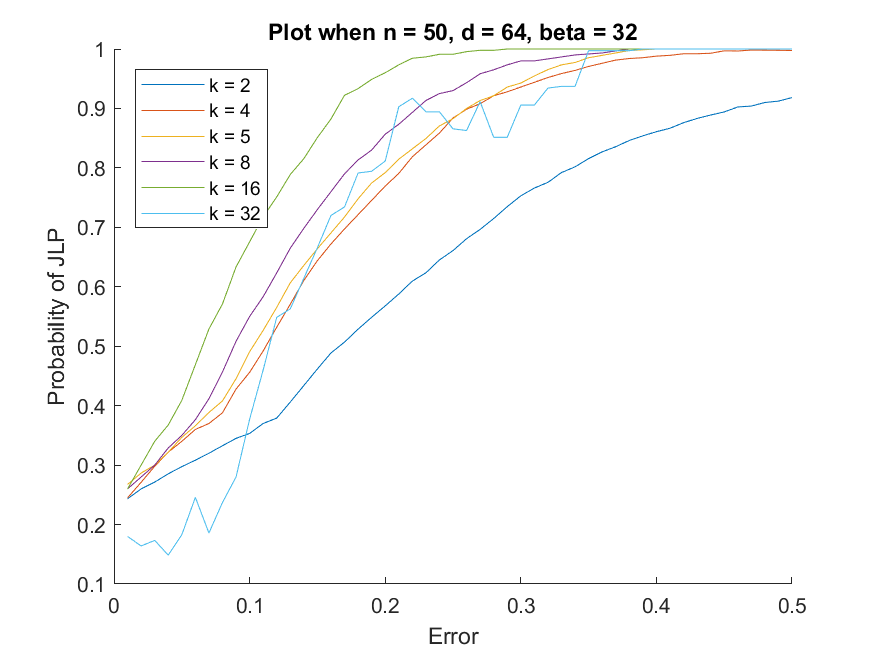 Plot when n = 50, d = 64, beta = 32
1
0.9
0.8
0.7
0.6
0.5
0.4
0.3
0.2
0.1
Probability of JLP
k = 2
k = 4
k = 5
k = 8
k = 16
k = 32
0 0.1 0.2 0.3 0.4 0.5
Error